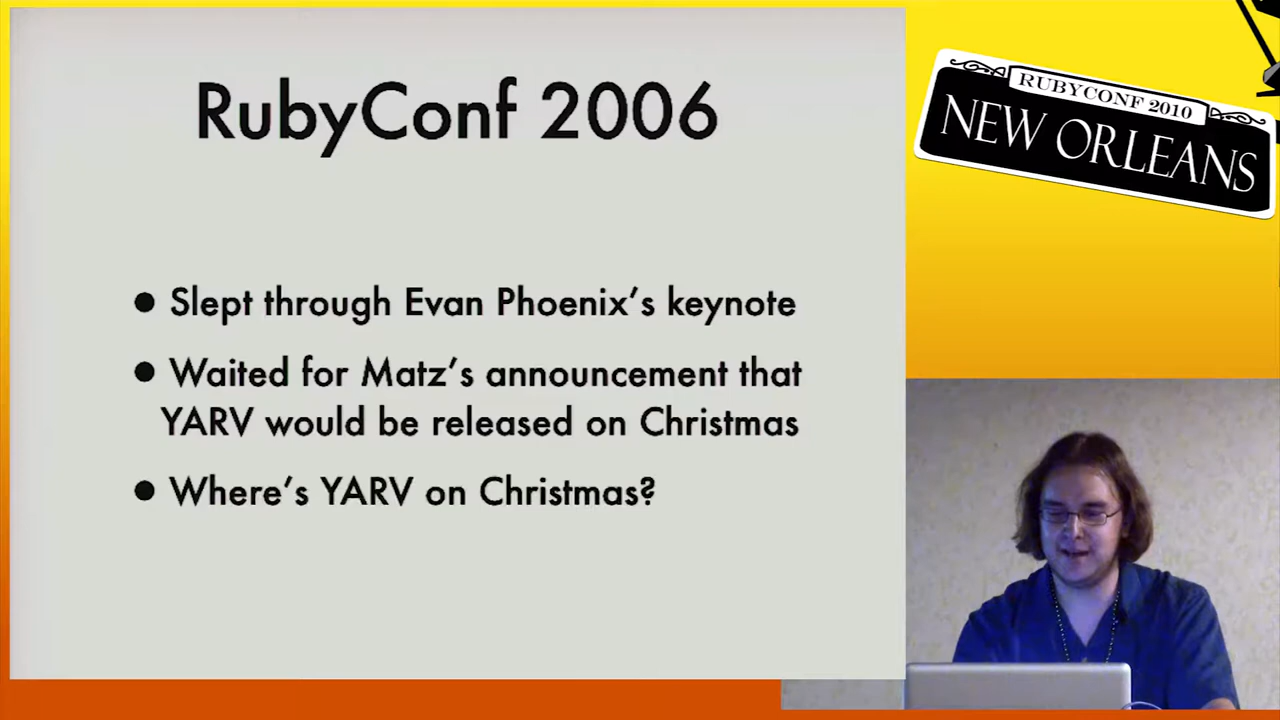 RubyConf 2006
• Slept through Evan Phoenix’s keynote
• Waited for Matz’s announcement that
YARV would be released on Christmas
• Where’s YARV on Christmas?
RUBYCONF 2010
NEW ORLEANS